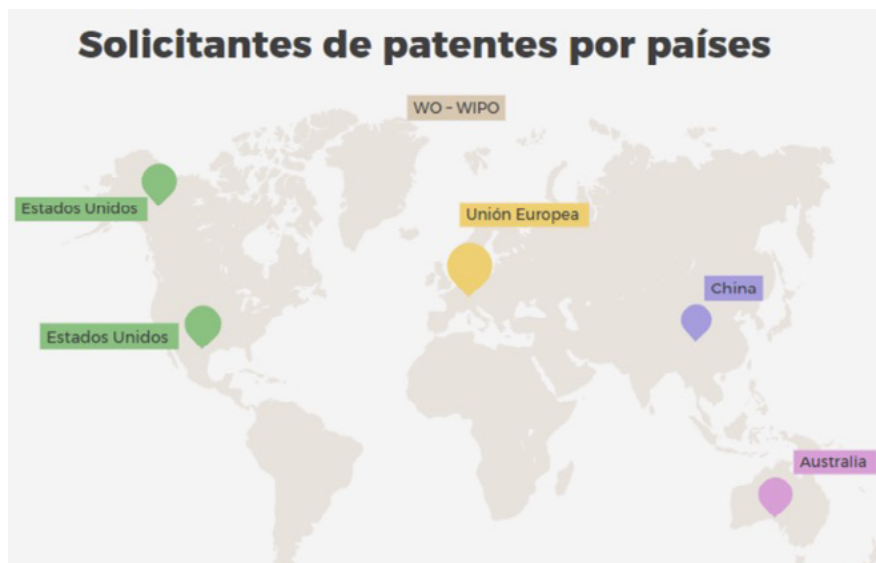 Solicitantes de patentes por países
WO – WIPO
Estados Unidos
Unión Europea
China
Estados Unidos
Australia